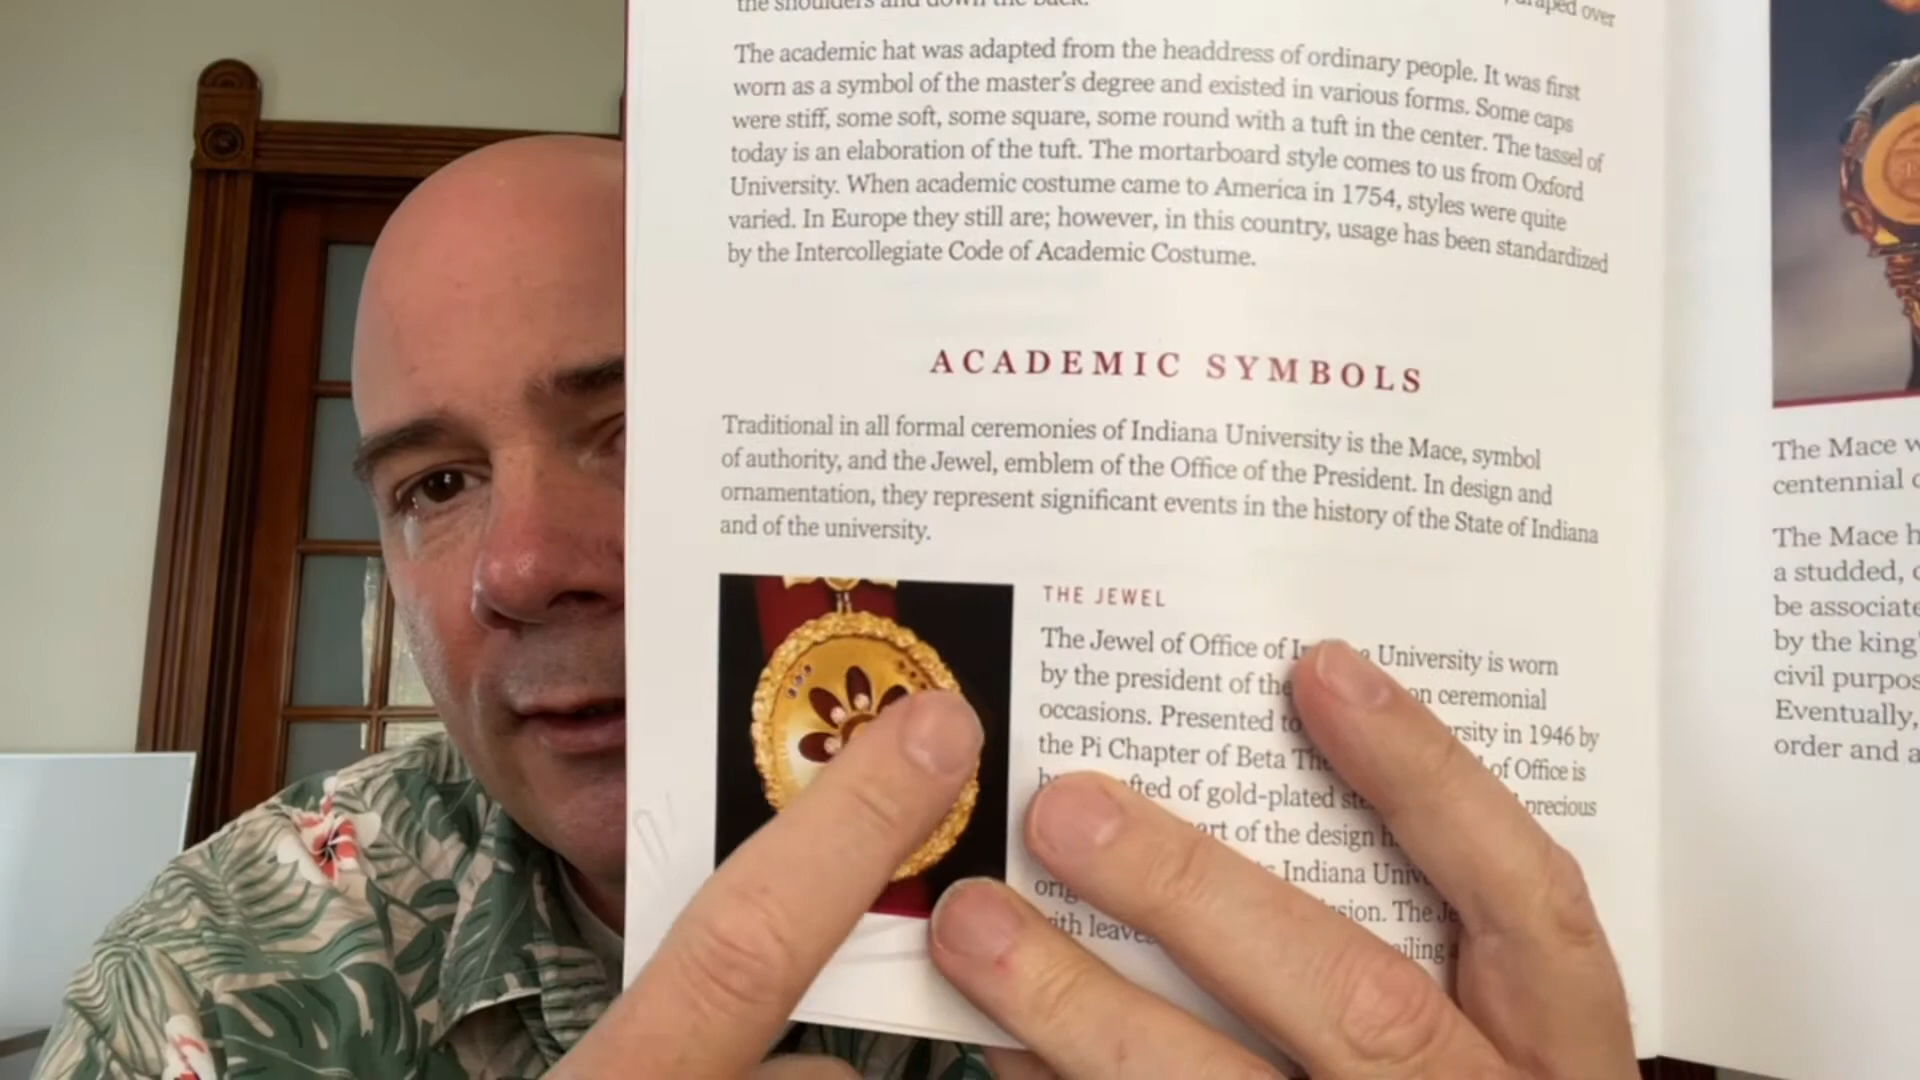 the shoulders and down the back.
draped over
The academic hat was adapted from the headdress of ordinary people. It was first
worn as a symbol of the master's degree and existed in various forms. Some caps
were stiff, some soft, some square, some round with a tuft in the center. The tassel of
today is an elaboration of the tuft. The mortarboard style comes to us from Oxford
University. When academic costume came to America in 1754, styles were quite
varied. In Europe they still are; however, in this country, usage has been standardized
by the Intercollegiate Code of Academic Costume.
ACADEMIC SYMBOLS
Traditional in all formal ceremonies of Indiana University is the Mace, symbol
of authority, and the Jewel, emblem of the Office of the President. In design and
ornamentation, they represent significant events in the history of the State of Indiana
and of the university.
THE JEWEL
The Jewel of Office of University is worn
by the president of the on ceremonial
occasions. Presented to in 1946 by
the Pi Chapter of Beta of Office is
of gold-plated precious
of the design
Indiana
The
leaves
The Mace
centennial
The Mace
a studded,
be
by the king'
civil
Eventually,
order and a